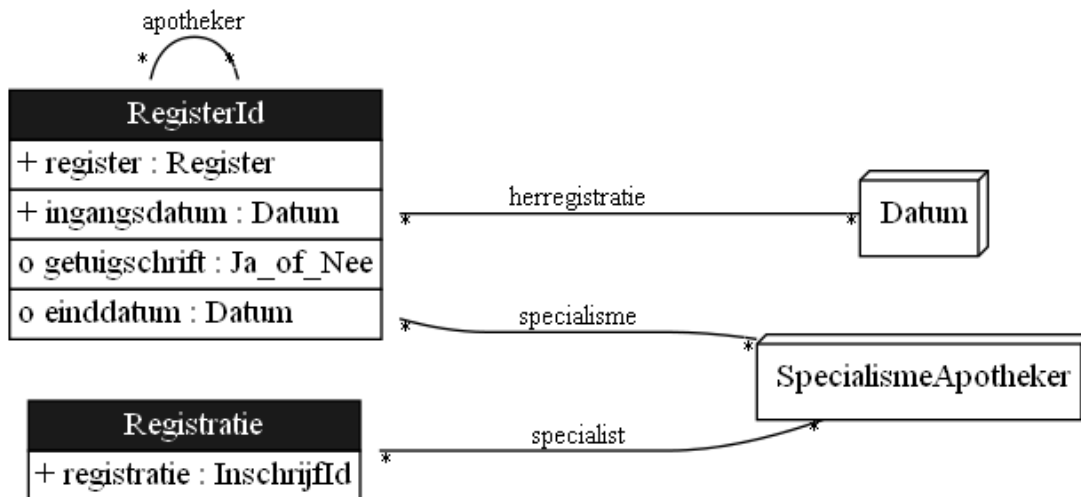 apotheker
* *
RegisterId
+ register : Register
+ ingangsdatum : Datum
o getuigschrift : Ja_of_Nee
o einddatum : Datum
* herregistratie *
Datum
* specialisme *
SpecialismeApotheker
Registratie
+ registratie : InschrijfId
* specialist *